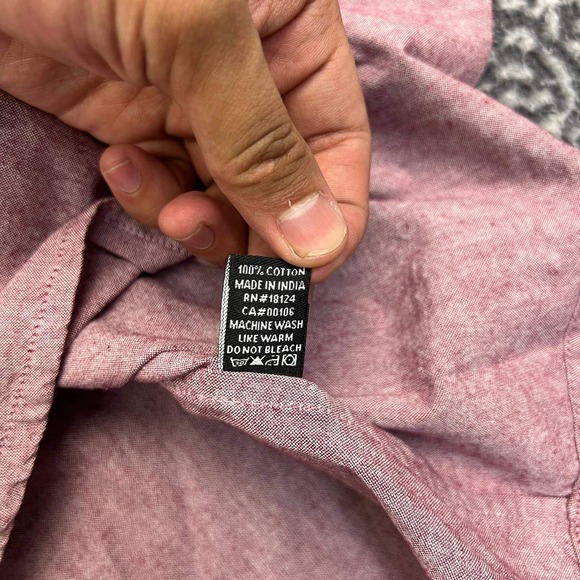 100% COTTON
MADE IN INDIA
RN#18124
CA#00106
MACHINE WASH
LIKE WARM
DO NOT BLEACH